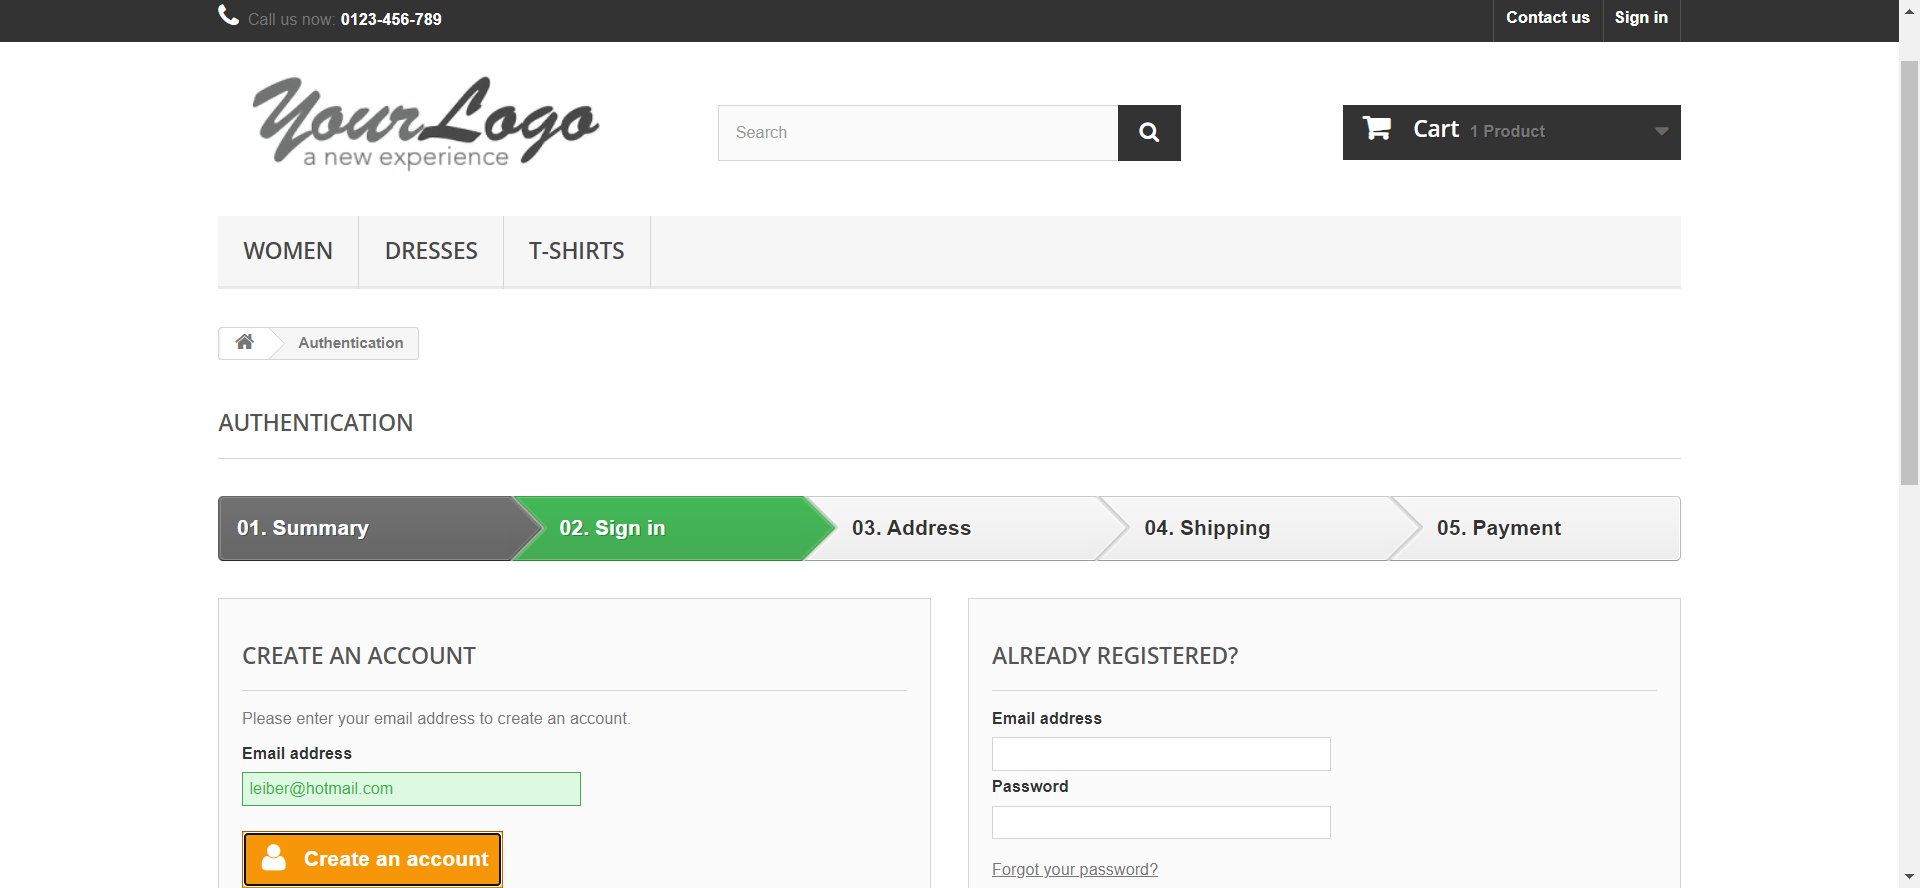 Call us now: 0123-456-789
Contact us
Sign in
YourLogo
a new experience
Search
Cart 1 Product
WOMEN
DRESSES
T-SHIRTS
Authentication
AUTHENTICATION
01. Summary
02. Sign in
03. Address
04. Shipping
05. Payment
CREATE AN ACCOUNT
Please enter your email address to create an account.
Email address
leiber@hotmail.com
Create an account
ALREADY REGISTERED?
Email address
Password
Forgot your password?